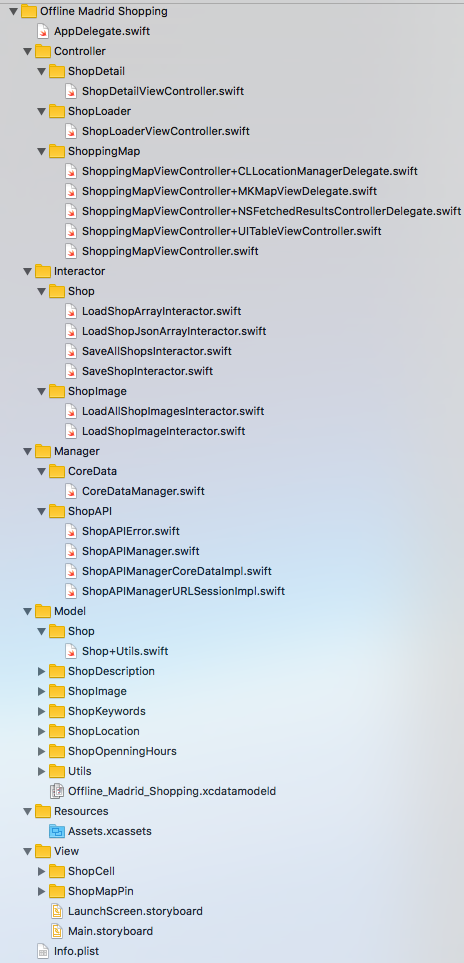 Offline Madrid Shopping
AppDelegate.swift
Controller
ShopDetail
ShopDetailViewController.swift
ShopLoader
ShopLoaderViewController.swift
ShoppingMap
ShoppingMapViewController+CLLocationManagerDelegate.swift
ShoppingMapViewController+MKMapViewDelegate.swift
ShoppingMapViewController+NSFetchedResultsControllerDelegate.swift
ShoppingMapViewController+UITableViewController.swift
ShoppingMapViewController.swift
Interactor
Shop
LoadShopArrayInteractor.swift
LoadShopJsonArrayInteractor.swift
SaveAllShopsInteractor.swift
SaveShopInteractor.swift
ShopImage
LoadAllShopImagesInteractor.swift
LoadShopImageInteractor.swift
Manager
CoreData
CoreDataManager.swift
ShopAPI
ShopAPIError.swift
ShopAPIManager.swift
ShopAPIManagerCoreDataImpl.swift
ShopAPIManagerURLSessionImpl.swift
Model
Shop
Shop+Utils.swift
ShopDescription
ShopImage
ShopKeywords
ShopLocation
ShopOpenningHours
Utils
Offline_Madrid_Shopping.xcdatamodeld
Resources
Assets.xcassets
View
ShopCell
ShopMapPin
LaunchScreen.storyboard
Main.storyboard
Info.plist